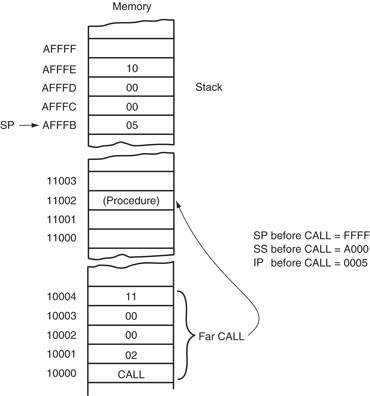 Memory
AFFFF
AFFFE 10
AFFFD 00 Stack
AFFFC 00
SP AFFFB 05
11003
11002 (Procedure)
11001
11000
SP before CALL = FFFF
SS before CALL = A000
IP before CALL = 0005
10004 11
10003 00
10002 00 Far CALL
10001 02
10000 CALL